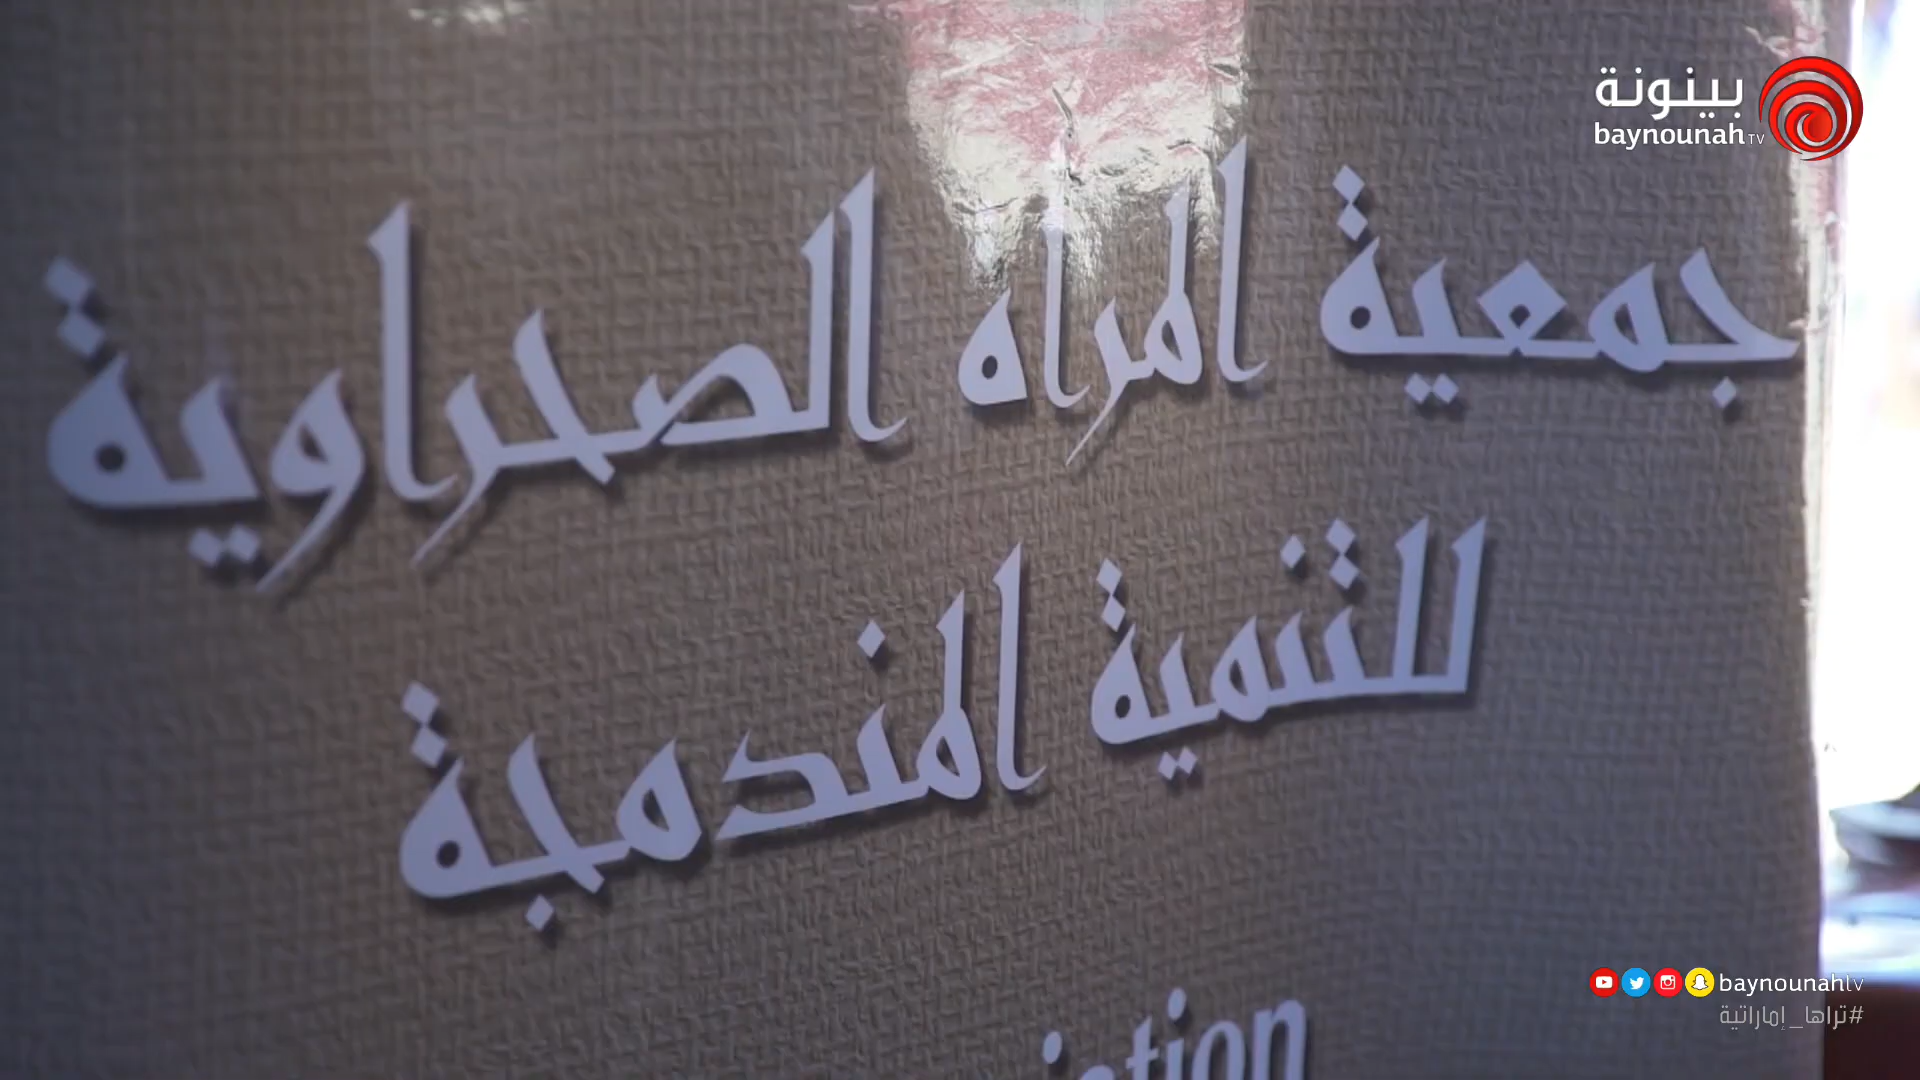 بينونة
baynounah TV
جمعية المراه الصحراوية
للتنمية المندمجة
baynounahtv
#تراها_إماراتية